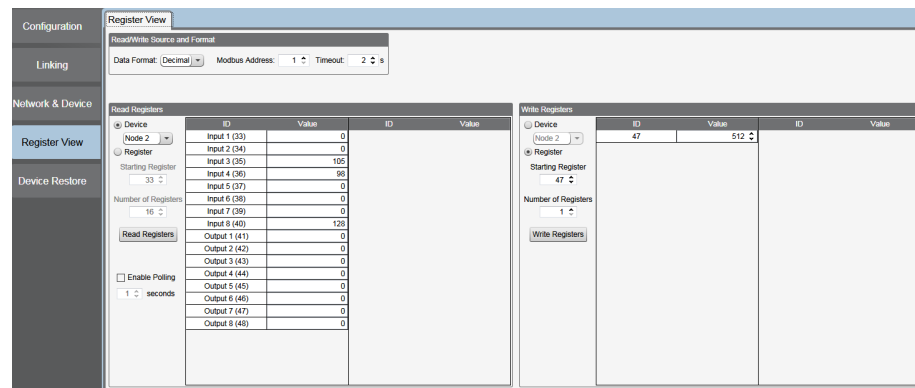 Configuration
Linking
Network & Device
Register View
Device Restore
Register View
Read/Write Source and Format
Data Format: Decimal Modbus Address: 1 Timeout: 2 s
Read Registers
Device
Node 2
Register
Starting Register
33
Number of Registers
16
Read Registers
Enable Polling
1 seconds
ID Value ID Value
Input 1 (33) 0
Input 2 (34) 0
Input 3 (35) 105
Input 4 (36) 98
Input 5 (37) 0
Input 6 (38) 0
Input 7 (39) 0
Input 8 (40) 128
Output 1 (41) 0
Output 2 (42) 0
Output 3 (43) 0
Output 4 (44) 0
Output 5 (45) 0
Output 6 (46) 0
Output 7 (47) 0
Output 8 (48) 0
Write Registers
Device
Node 2
Register
Starting Register
47
Number of Registers
1
Write Registers
ID Value ID Value
47 512